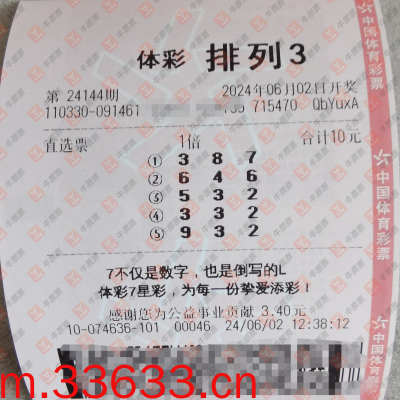 体彩 排列3
第 24144期 2024年06月02日开奖
110330-091461 715470 QbYuxA
直选票 1倍 合计10元
① 3 8 7
② 6 4 6
③ 5 3 2
④ 3 3 2
⑤ 9 3 2
7不仅是数字，也是倒写的L
体彩7星彩，为每一份挚爱添彩！
感谢您为公益事业贡献 3.40元
10-074636-101 00046 24/06/02 12:38:12
m.33633.cn
中国体育彩票
中国体育彩票
中国体育彩票